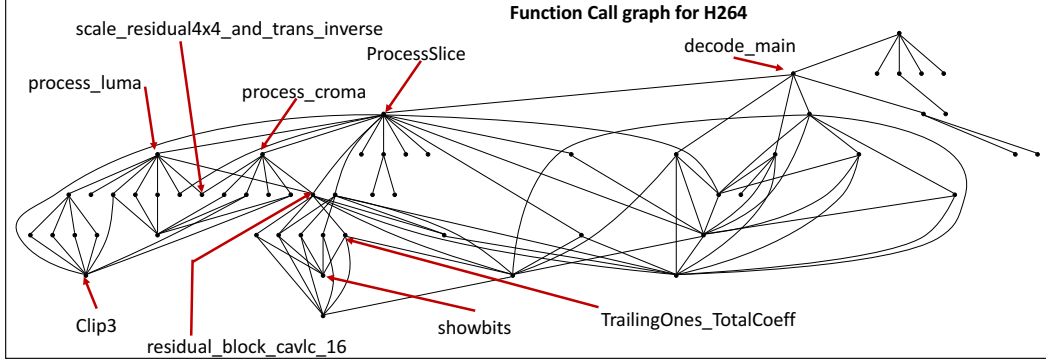 Function Call graph for H264
scale_residual4x4_and_trans_inverse
ProcessSlice
decode_main
process_luma
process_croma
Clip3
showbits
TrailingOnes_TotalCoeff
residual_block_cavlc_16